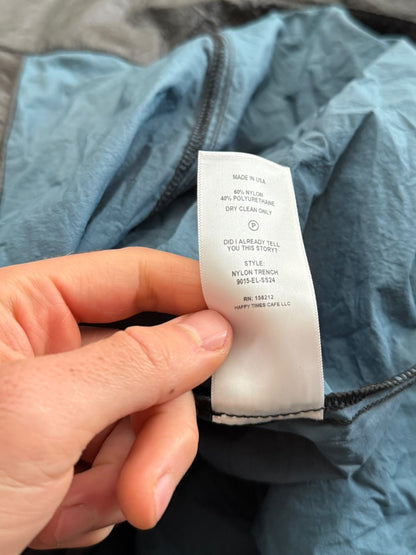 MADE IN USA
60% NYLON
40% POLYURETHANE
DRY CLEAN ONLY
P
DID I ALREADY TELL
YOU THIS STORY?
STYLE:
NYLON TRENCH
9015-EL-SS24
RN: 158212
HAPPY TIMES CAFE LLC